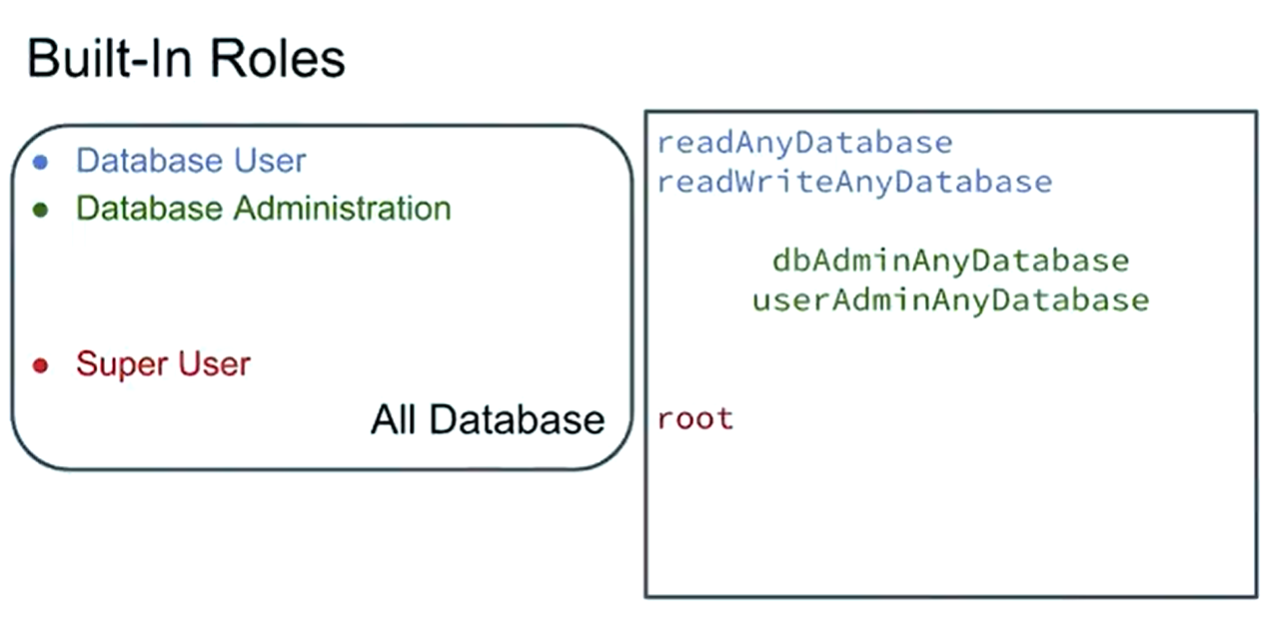 Built-In Roles
Database User
Database Administration
Super User
All Database
readAnyDatabase
readWriteAnyDatabase
dbAdminAnyDatabase
userAdminAnyDatabase
root